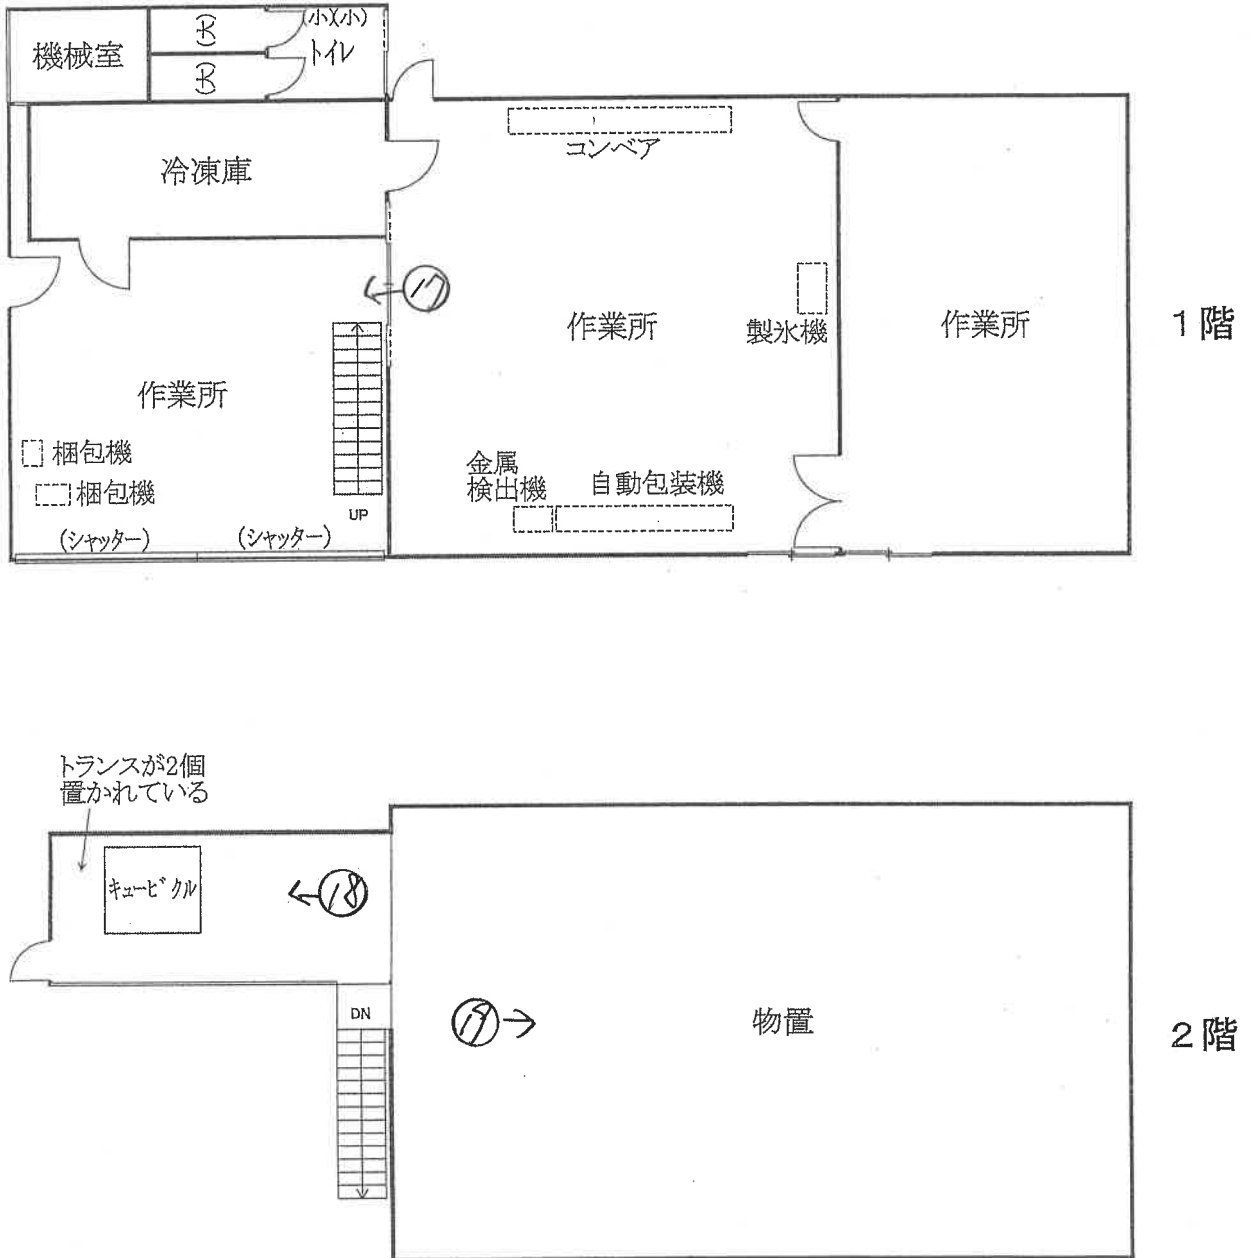 機械室
(大)
(大)
(小)(小)
トイレ
冷凍庫
コンベア
⑰
作業所
製氷機
作業所
1階
作業所
梱包機
梱包機
金属
検出機
自動包装機
UP
(シャッター)
(シャッター)
トランスが2個
置かれている
キュービクル
⑱
DN
⑲
物置
2階